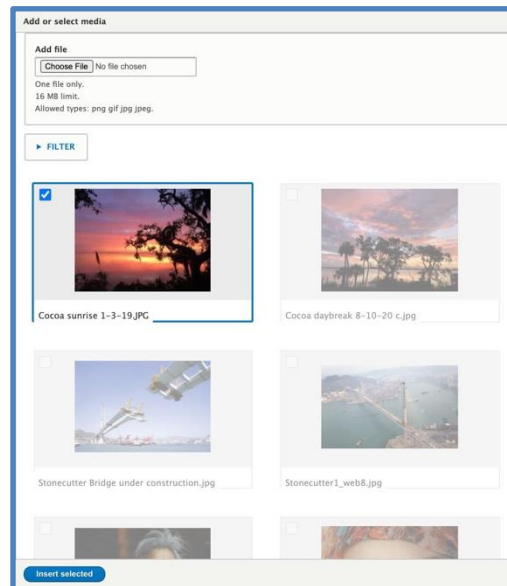 Add or select media
Add file
Choose File No file chosen
One file only.
16 MB limit.
Allowed types: png gif jpg jpeg.
► FILTER
Cocoa sunrise 1-3-19.JPG
Cocoa daybreak 8-10-20 c.jpg
Stonecutter Bridge under construction.jpg
Stonecutter1_web8.jpg
Insert selected